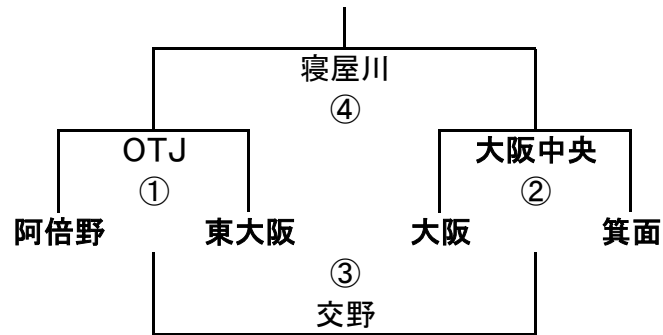 寝屋川
④
OTJ
大阪中央
①
②
阿倍野
東大阪
大阪
箕面
③
交野